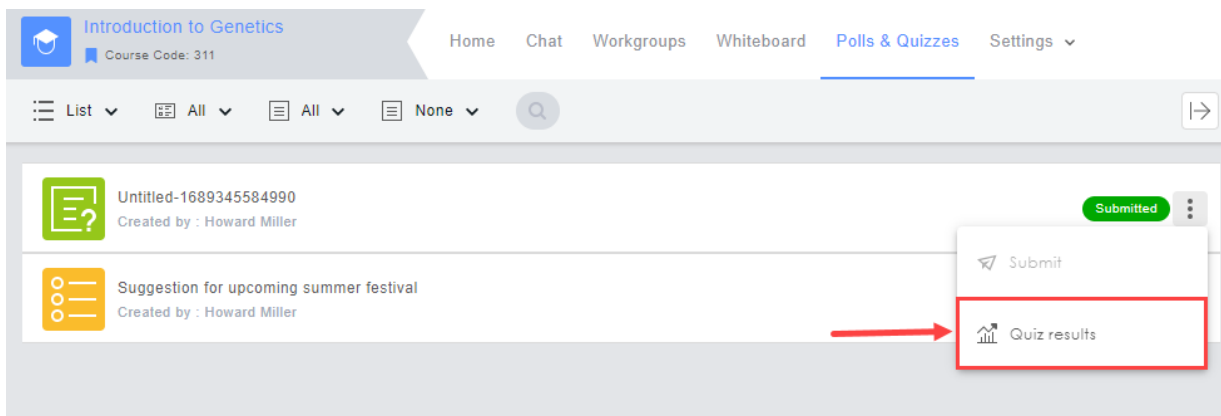 Introduction to Genetics
Course Code: 311
Home Chat Workgroups Whiteboard Polls & Quizzes Settings
List All All None
Untitled-1689345584990
Created by : Howard Miller
Submitted
Submit
Suggestion for upcoming summer festival
Created by : Howard Miller
Quiz results